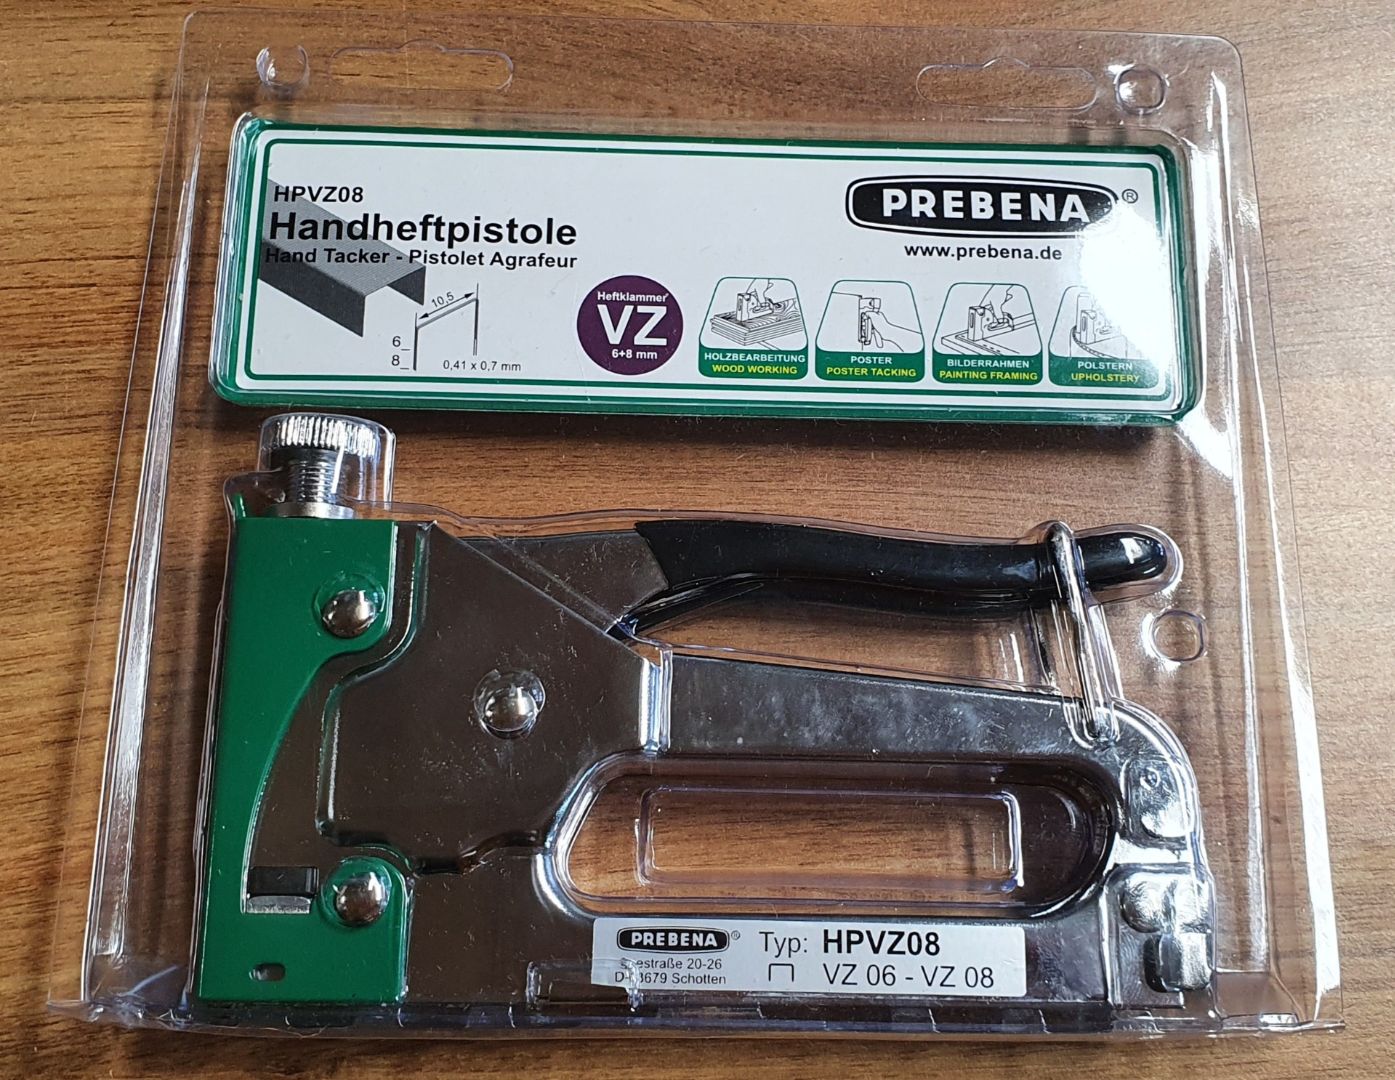 HPVZ08
Handheftpistole
Hand Tacker - Pistolet Agrafeur
10,5
6
8
0,41 x 0,7 mm
Heftklammer
VZ
6+8 mm
PREBENA®
www.prebena.de
HOLZBEARBEITUNG
WOOD WORKING
POSTER
POSTER TACKING
BILDERRAHMEN
PAINTING FRAMING
POLSTERN
UPHOLSTERY
PREBENA®
20-26
Schotten
Typ: HPVZ08
VZ 06 - VZ 08